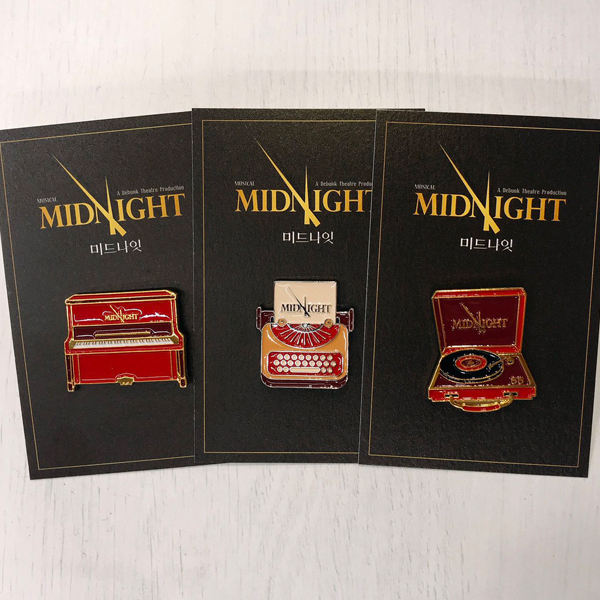 MUSICAL
A Debunk Theatre Production
MIDNIGHT
미드나잇
MIDNIGHT
MUSICAL
A Debunk Theatre Production
MIDNIGHT
미드나잇
MIDNIGHT
MUSICAL
A Debunk Theatre Production
MIDNIGHT
미드나잇
MIDNIGHT